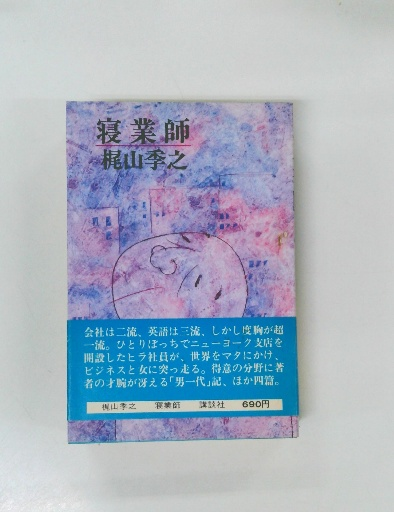 寝業師
梶山季之
会社は二流、英語は三流、しかし度胸が超
一流。ひとりぼっちでニューヨーク支店を
開設したヒラ社員が、世界をマタにかけ、
ビジネスと女に突っ走る。得意の分野に著
者の才腕が冴える「男一代」記、ほか四篇。
梶山季之 寝業師 講談社 690円